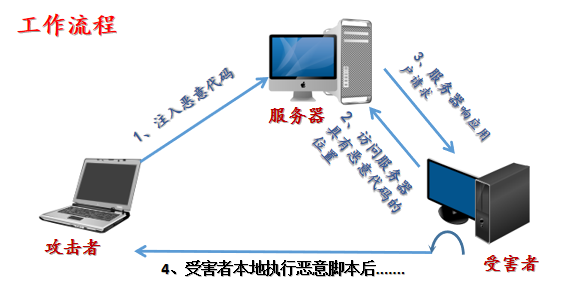 工作流程
1、注入恶意代码
服务器
3、服务器响应用
户请求
2、访问服务器
具有恶意代码的
位置
攻击者
受害者
4、受害者本地执行恶意脚本后.......